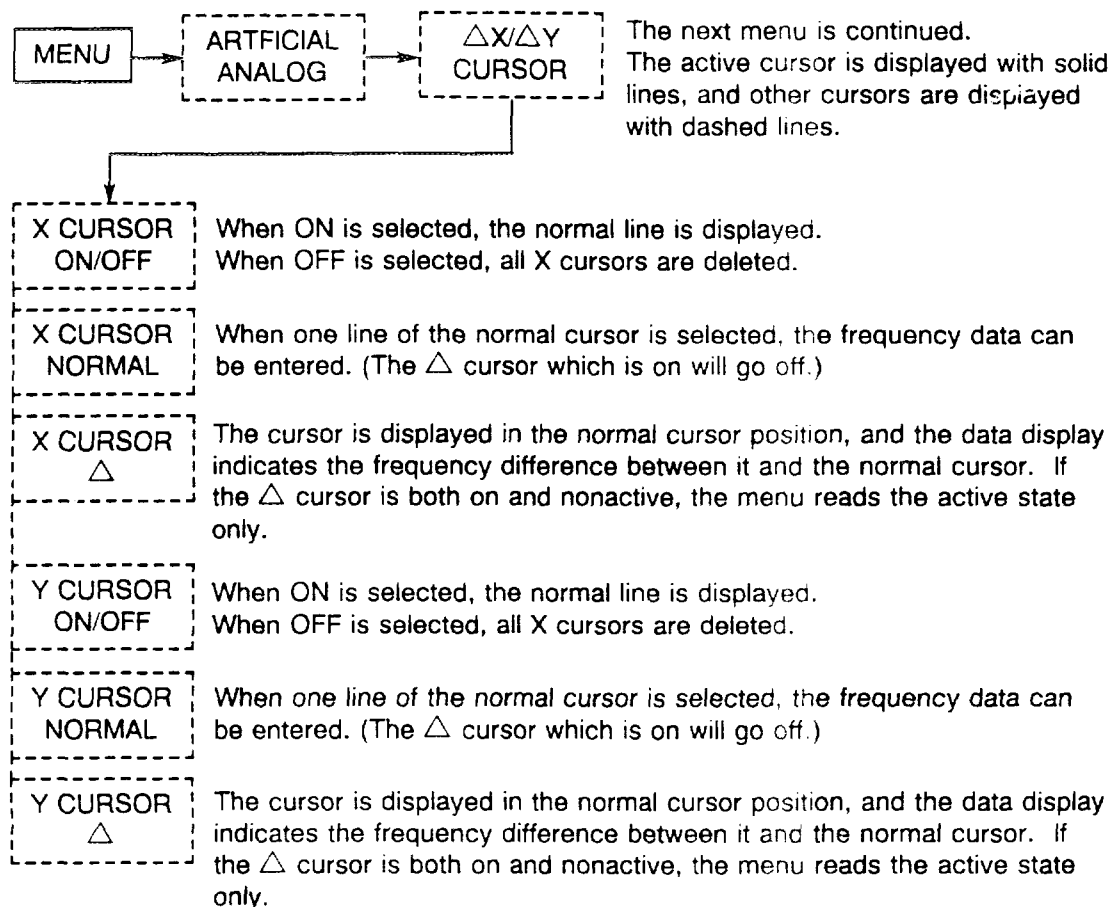 MENU
ARTFICIAL
ANALOG
△X/△Y
CURSOR
The next menu is continued.
The active cursor is displayed with solid
lines, and other cursors are displayed
with dashed lines.
X CURSOR
ON/OFF
When ON is selected, the normal line is displayed.
When OFF is selected, all X cursors are deleted.
X CURSOR
NORMAL
When one line of the normal cursor is selected, the frequency data can
be entered. (The △ cursor which is on will go off.)
X CURSOR
△
The cursor is displayed in the normal cursor position, and the data display
indicates the frequency difference between it and the normal cursor. If
the △ cursor is both on and nonactive, the menu reads the active state
only.
Y CURSOR
ON/OFF
When ON is selected, the normal line is displayed.
When OFF is selected, all X cursors are deleted.
Y CURSOR
NORMAL
When one line of the normal cursor is selected, the frequency data can
be entered. (The △ cursor which is on will go off.)
Y CURSOR
△
The cursor is displayed in the normal cursor position, and the data display
indicates the frequency difference between it and the normal cursor. If
the △ cursor is both on and nonactive, the menu reads the active state
only.